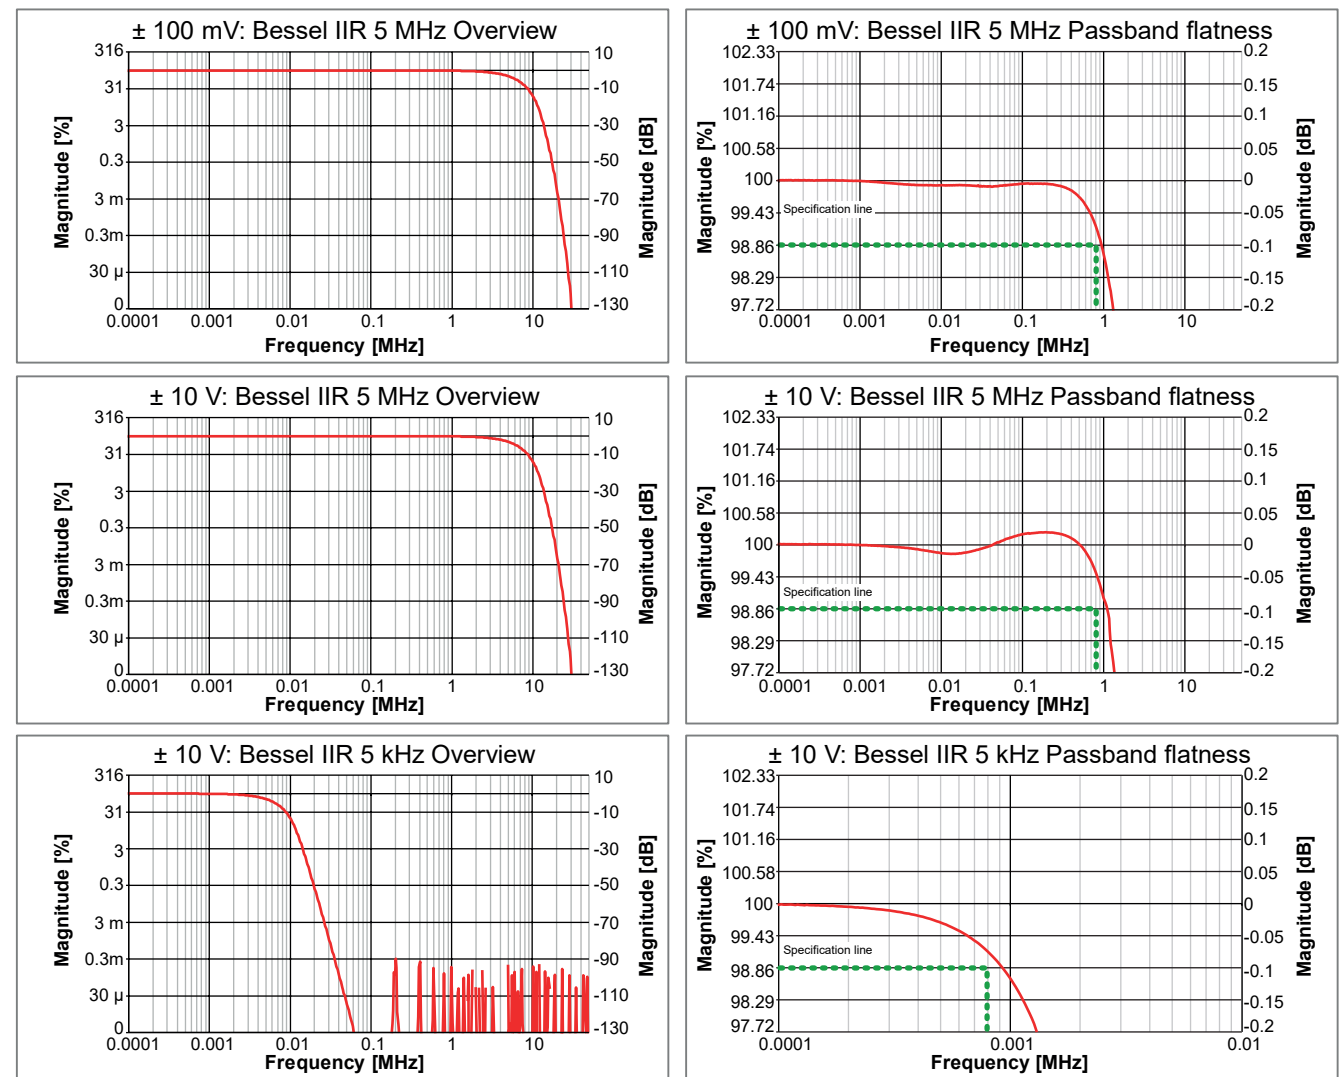 ± 100 mV: Bessel IIR 5 MHz Overview
316
31
3
0.3
3 m
0.3m
30 µ
0
Magnitude [%]
10
-10
-30
-50
-70
-90
-110
-130
Magnitude [dB]
0.0001 0.001 0.01 0.1 1 10
Frequency [MHz]
± 100 mV: Bessel IIR 5 MHz Passband flatness
102.33
101.74
101.16
100.58
100
99.43
98.86
98.29
97.72
Magnitude [%]
Specification line
0.2
0.15
0.1
0.05
0
-0.05
-0.1
-0.15
-0.2
Magnitude [dB]
0.0001 0.001 0.01 0.1 1 10
Frequency [MHz]
± 10 V: Bessel IIR 5 MHz Overview
316
31
3
0.3
3 m
0.3m
30 µ
0
Magnitude [%]
10
-10
-30
-50
-70
-90
-110
-130
Magnitude [dB]
0.0001 0.001 0.01 0.1 1 10
Frequency [MHz]
± 10 V: Bessel IIR 5 MHz Passband flatness
102.33
101.74
101.16
100.58
100
99.43
98.86
98.29
97.72
Magnitude [%]
Specification line
0.2
0.15
0.1
0.05
0
-0.05
-0.1
-0.15
-0.2
Magnitude [dB]
0.0001 0.001 0.01 0.1 1 10
Frequency [MHz]
± 10 V: Bessel IIR 5 kHz Overview
316
31
3
0.3
3 m
0.3m
30 µ
0
Magnitude [%]
10
-10
-30
-50
-70
-90
-110
-130
Magnitude [dB]
0.0001 0.001 0.01 0.1 1 10
Frequency [MHz]
± 10 V: Bessel IIR 5 kHz Passband flatness
102.33
101.74
101.16
100.58
100
99.43
98.86
98.29
97.72
Magnitude [%]
Specification line
0.2
0.15
0.1
0.05
0
-0.05
-0.1
-0.15
-0.2
Magnitude [dB]
0.0001 0.001 0.01
Frequency [MHz]